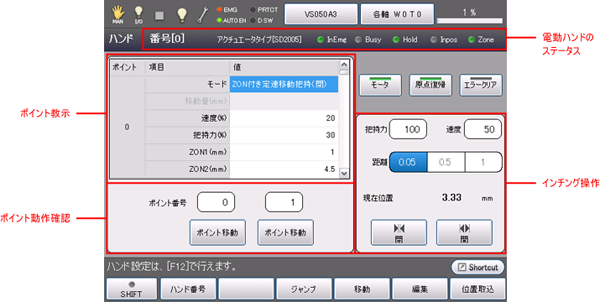 MAN
I/O
EMG
PRTOT
AUTO EN
D SW
VS050A3
各軸 W0T0
1 %
ハンド
番号[0]
アクチュエータタイプ[SD2005]
InEmg
Busy
Hold
Inpos
Zone
電動ハンドの
ステータス
ポイント
項目
値
モード
ZON付き定速移動把持(閉)
移動量(mm)
速度(%)
20
0
把持力(%)
30
ZON1(mm)
1
ZON2(mm)
4.5
ポイント教示
モータ
原点復帰
エラークリア
把持力
100
速度
50
距離
0.05
0.5
1
現在位置
3.33
mm
閉
開
インチング操作
ポイント番号
0
1
ポイント移動
ポイント移動
ポイント動作確認
ハンド設定は、[F12]で行えます。
Shortcut
SHIFT
ハンド番号
ジャンプ
移動
編集
位置取込